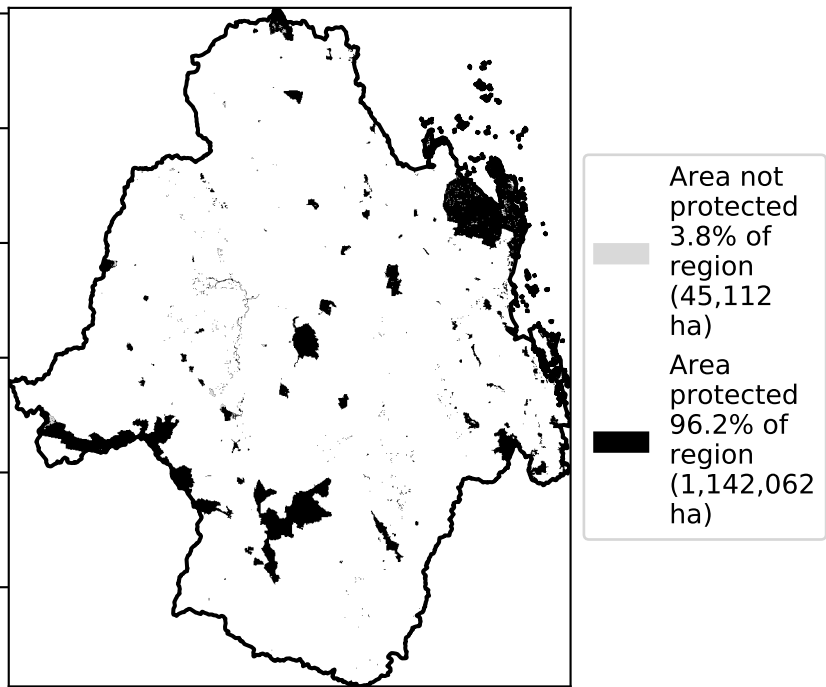 Area not
protected
3.8% of
region
(45,112
ha)
Area
protected
96.2% of
region
(1,142,062
ha)